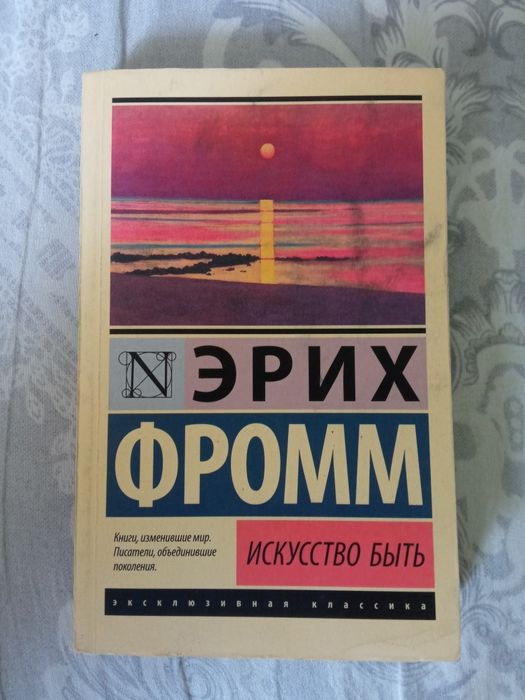 N
ЭРИХ
ФРОММ
Книги, изменившие мир.
Писатели, объединившие
поколения.
ИСКУССТВО БЫТЬ
эксклюзивная классика